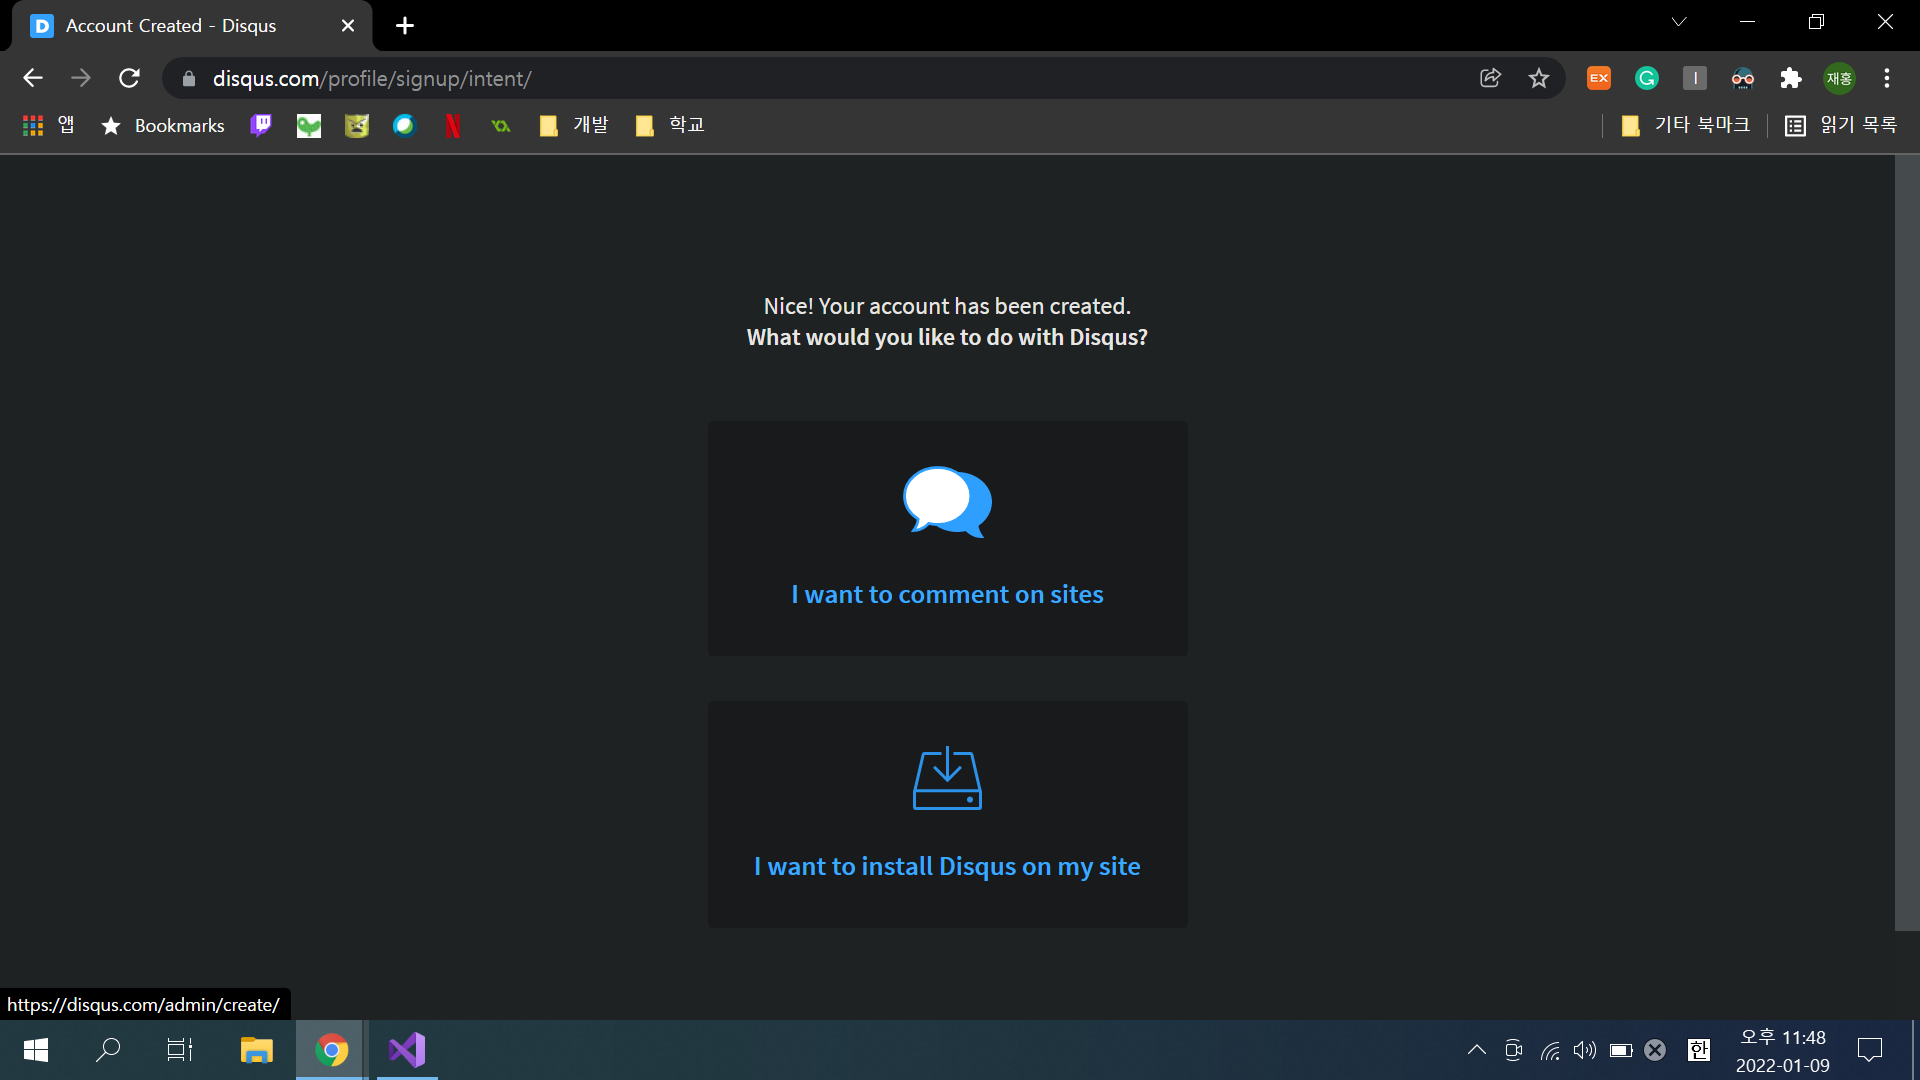 Account Created - Disqus
disqus.com/profile/signup/intent/
EX
재홍
앱
Bookmarks
개발
학교
기타 북마크
읽기 목록
Nice! Your account has been created.
What would you like to do with Disqus?
I want to comment on sites
I want to install Disqus on my site
https://disqus.com/admin/create/
한
오후 11:48
2022-01-09